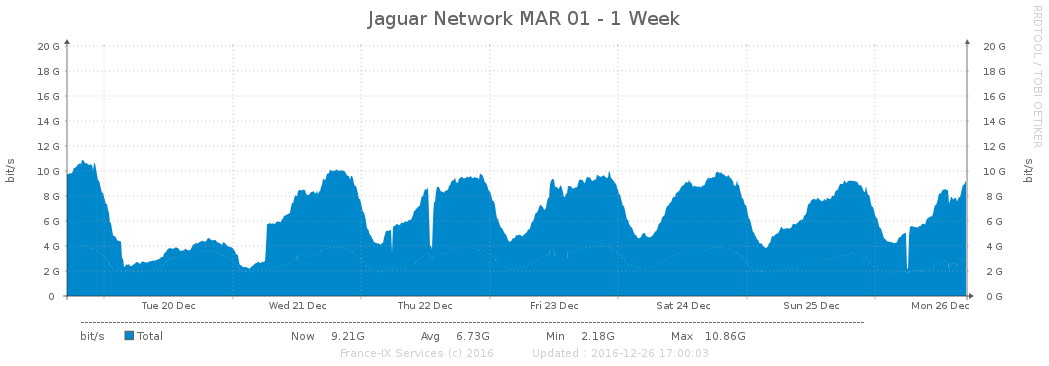 Jaguar Network MAR 01 - 1 Week
RRDTOOL / TOBI OETIKER
bit/s
bit/s
20 G 20 G
18 G 18 G
16 G 16 G
14 G 14 G
12 G 12 G
10 G 10 G
8 G 8 G
6 G 6 G
4 G 4 G
2 G 2 G
0 0 G
Tue 20 Dec Wed 21 Dec Thu 22 Dec Fri 23 Dec Sat 24 Dec Sun 25 Dec Mon 26 Dec
bit/s Total Now 9.21G Avg 6.73G Min 2.18G Max 10.86G
France-IX Services (c) 2016 Updated : 2016-12-26 17:00:03